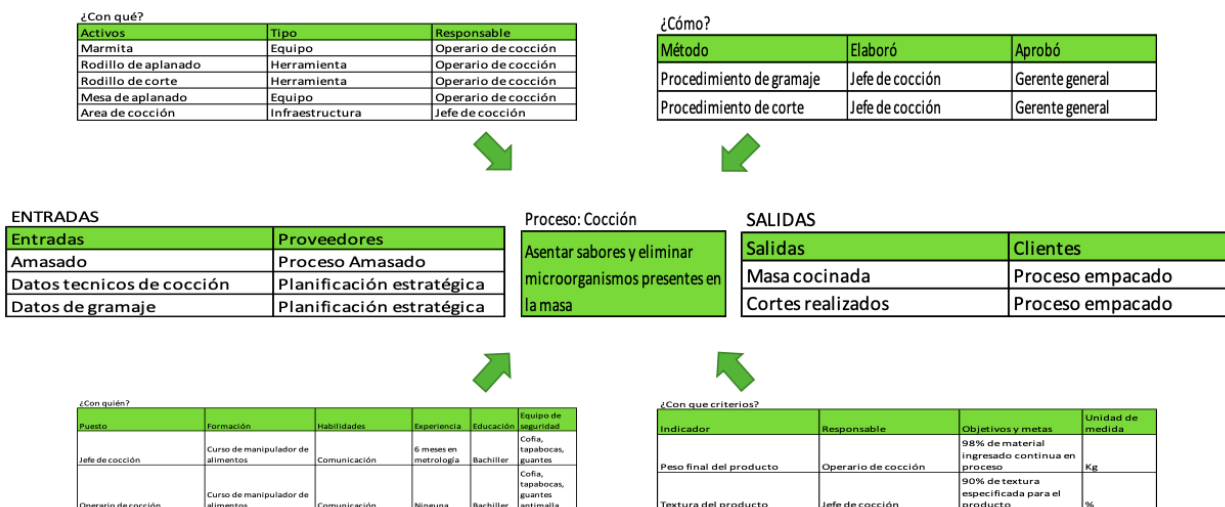 ¿Con qué?
Activos Tipo Responsable
Marmita Equipo Operario de cocción
Rodillo de aplanado Herramienta Operario de cocción
Rodillo de corte Herramienta Operario de cocción
Mesa de aplanado Equipo Operario de cocción
Area de cocción Infraestructura Jefe de cocción
¿Cómo?
Método Elaboró Aprobó
Procedimiento de gramaje Jefe de cocción Gerente general
Procedimiento de corte Jefe de cocción Gerente general
ENTRADAS
Entradas Proveedores
Amasado Proceso Amasado
Datos tecnicos de cocción Planificación estratégica
Datos de gramaje Planificación estratégica
Proceso: Cocción
Asentar sabores y eliminar
microorganismos presentes en
la masa
SALIDAS
Salidas Clientes
Masa cocinada Proceso empacado
Cortes realizados Proceso empacado
¿Con quién?
Puesto Formación Habilidades Experiencia Educación Equipo de
seguridad
Jefe de cocción Curso de manipulador de
alimentos Comunicación 6 meses en
metrología Bachiller Cofia,
tapabocas,
guantes
Operario de cocción Curso de manipulador de
alimentos Comunicación Ninguna Bachiller Cofia,
tapabocas,
guantes
antimalla
¿Con que criterios?
Indicador Responsable Objetivos y metas Unidad de
medida
Peso final del producto Operario de cocción 98% de material
ingresado continua en
proceso Kg
Textura del producto Jefe de cocción 90% de textura
especificada para el
producto %